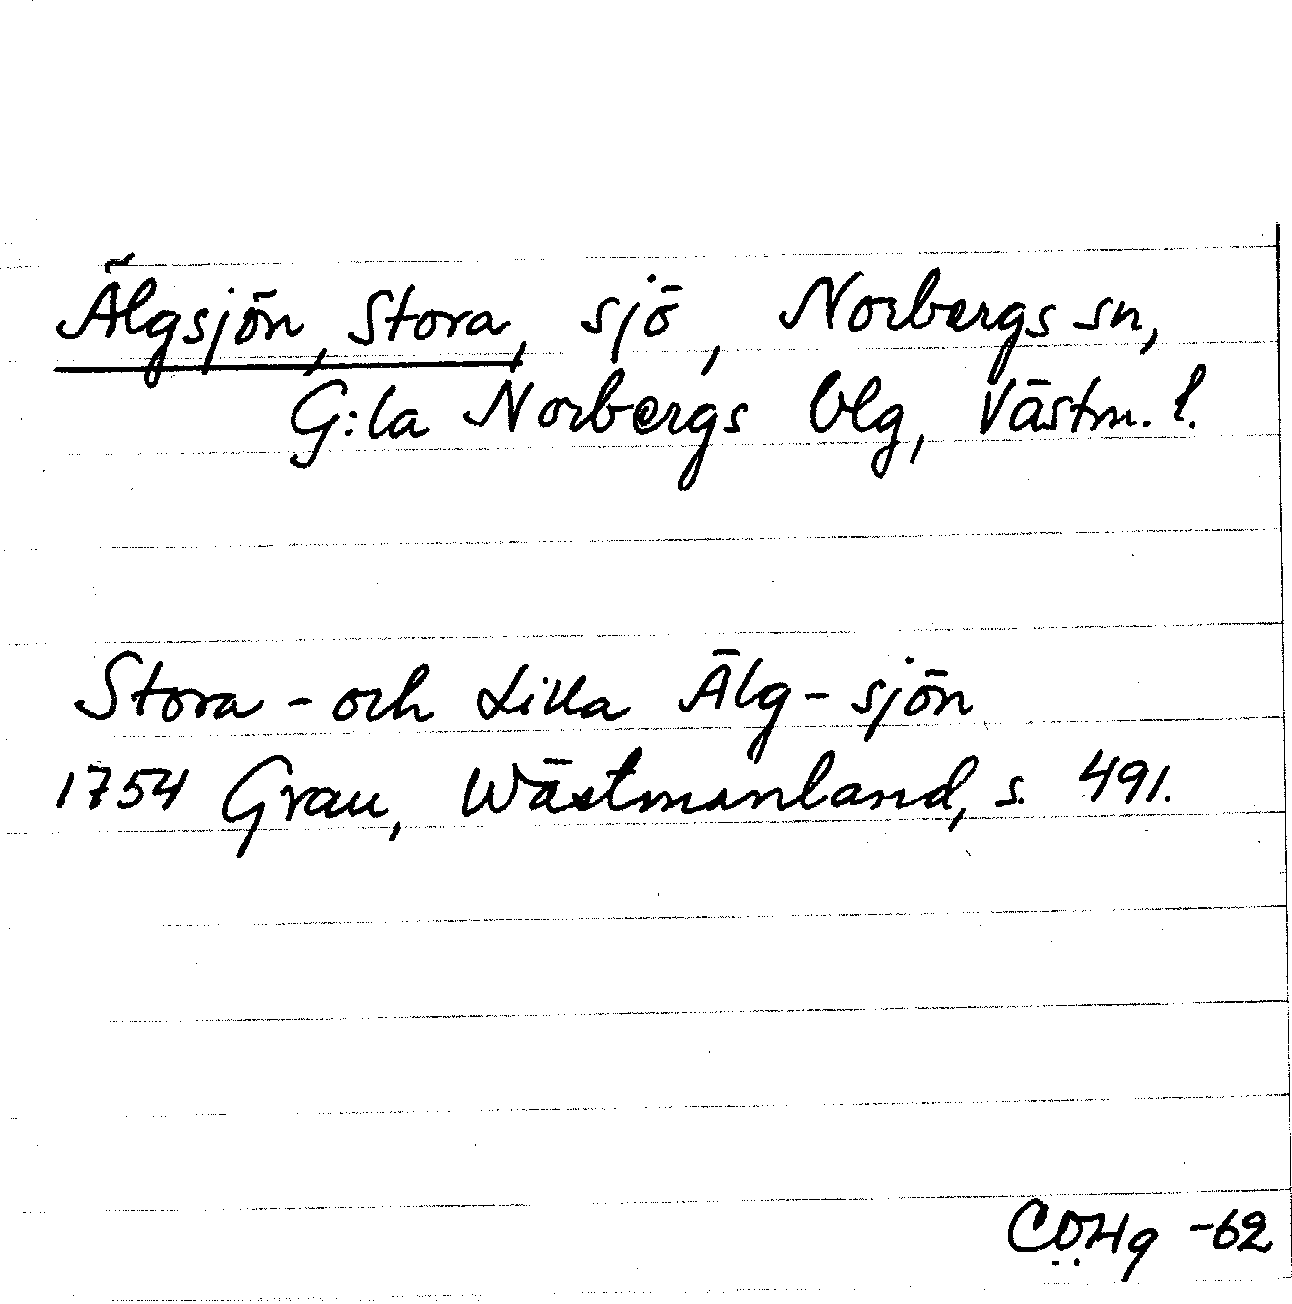 Älgsjön, Stora, sjö, Norbergs sn,
G:la Norbergs blg, Västm. l.
Stora - och Lilla Älg - sjön
1754 Grau, Wästmanland, s. 491.
CÖHg -62